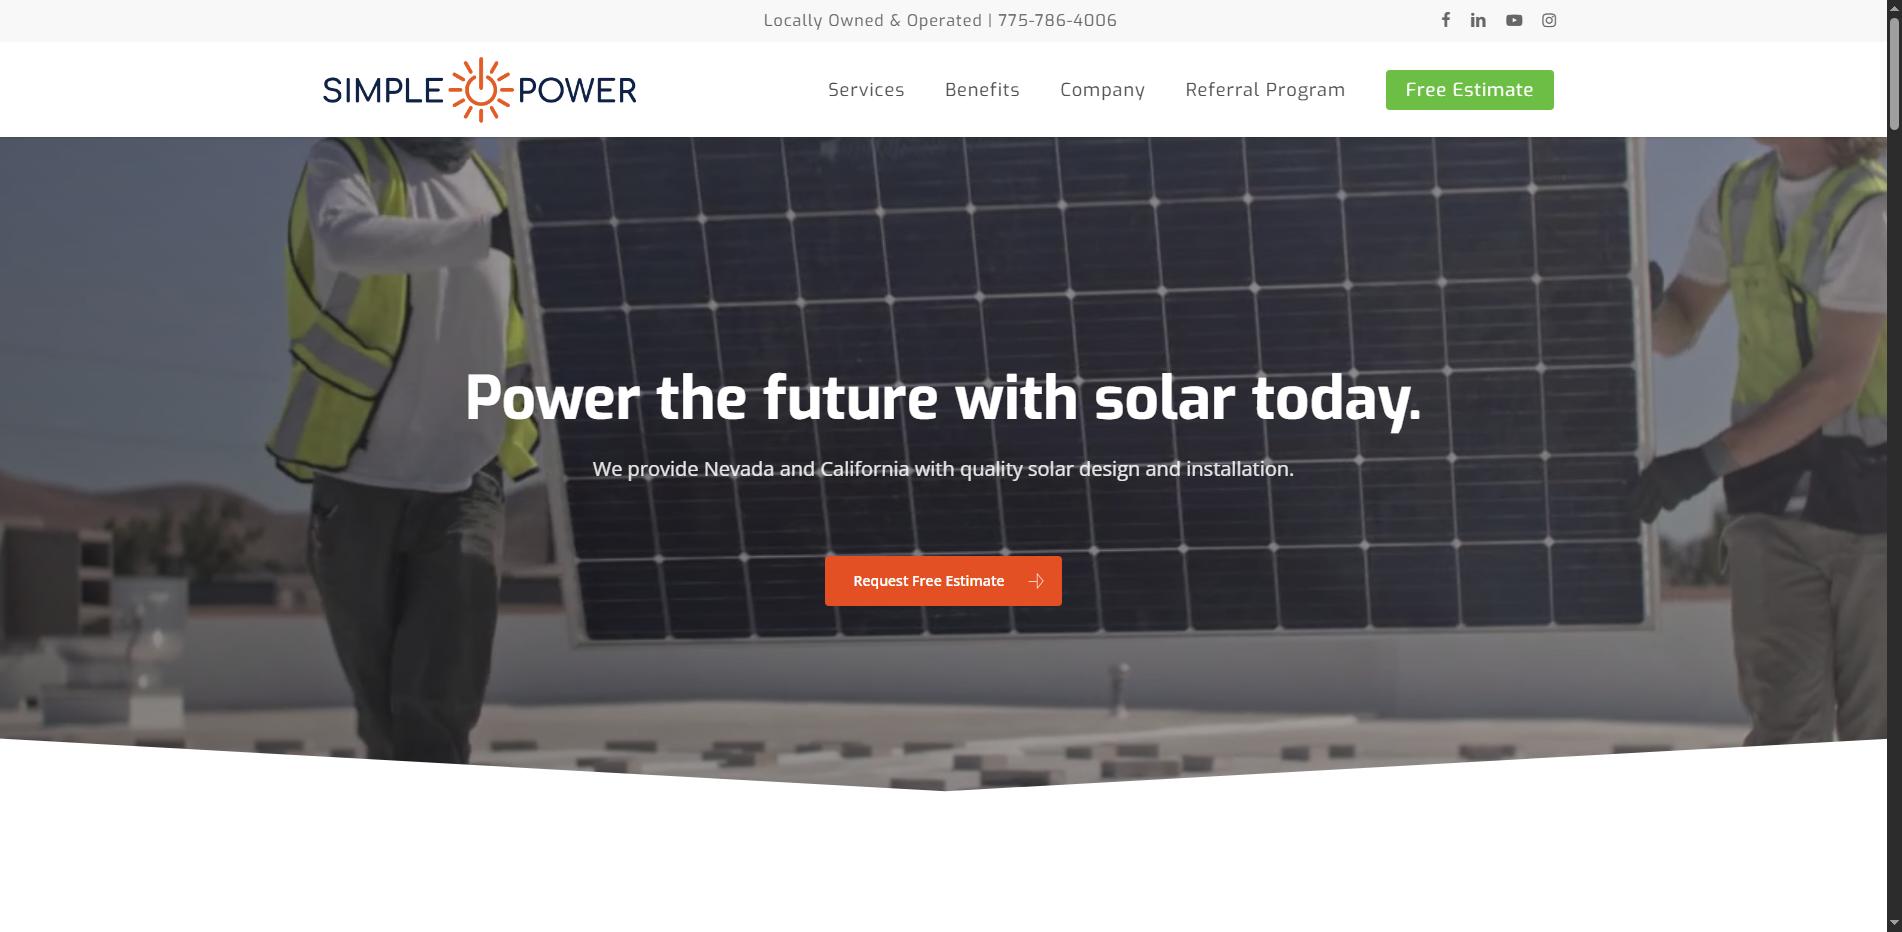 Locally Owned & Operated | 775-786-4006
SIMPLE POWER
Services
Benefits
Company
Referral Program
Free Estimate
Power the future with solar today.
We provide Nevada and California with quality solar design and installation.
Request Free Estimate